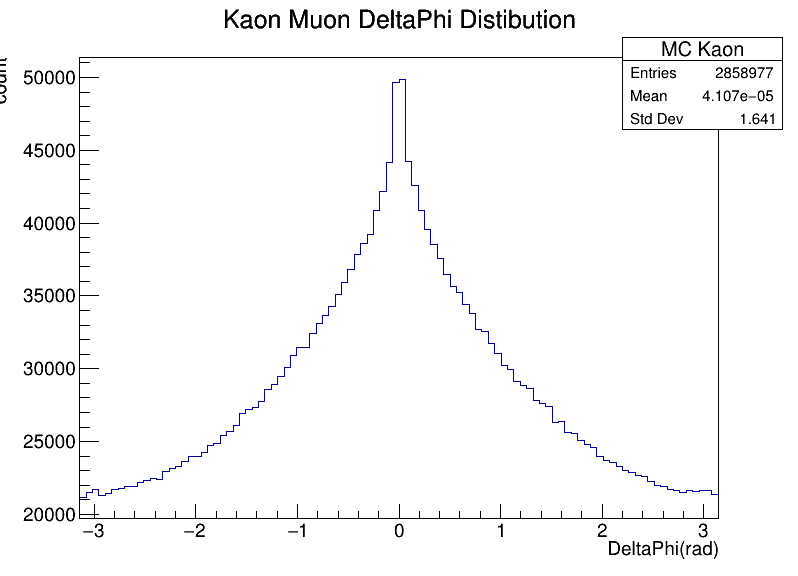 Kaon Muon DeltaPhi Distibution
count
MC Kaon
Entries 2858977
Mean 4.107e−05
Std Dev 1.641
50000
45000
40000
35000
30000
25000
20000
−3 −2 −1 0 1 2 3
DeltaPhi(rad)